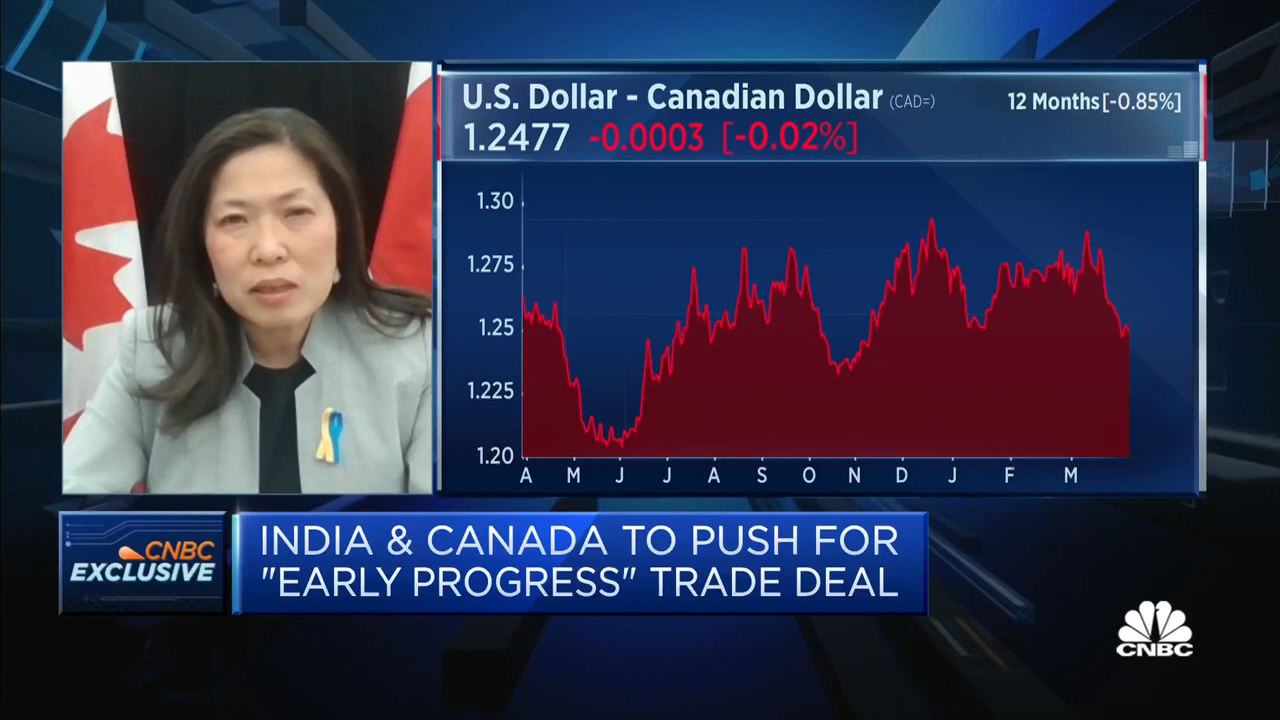 U.S. Dollar - Canadian Dollar (CAD=)
12 Months [-0.85%]
1.2477 -0.0003 [-0.02%]
1.30
1.275
1.25
1.225
1.20
A M J J A S O N D J F M
CNBC
EXCLUSIVE
INDIA & CANADA TO PUSH FOR
"EARLY PROGRESS" TRADE DEAL
CNBC